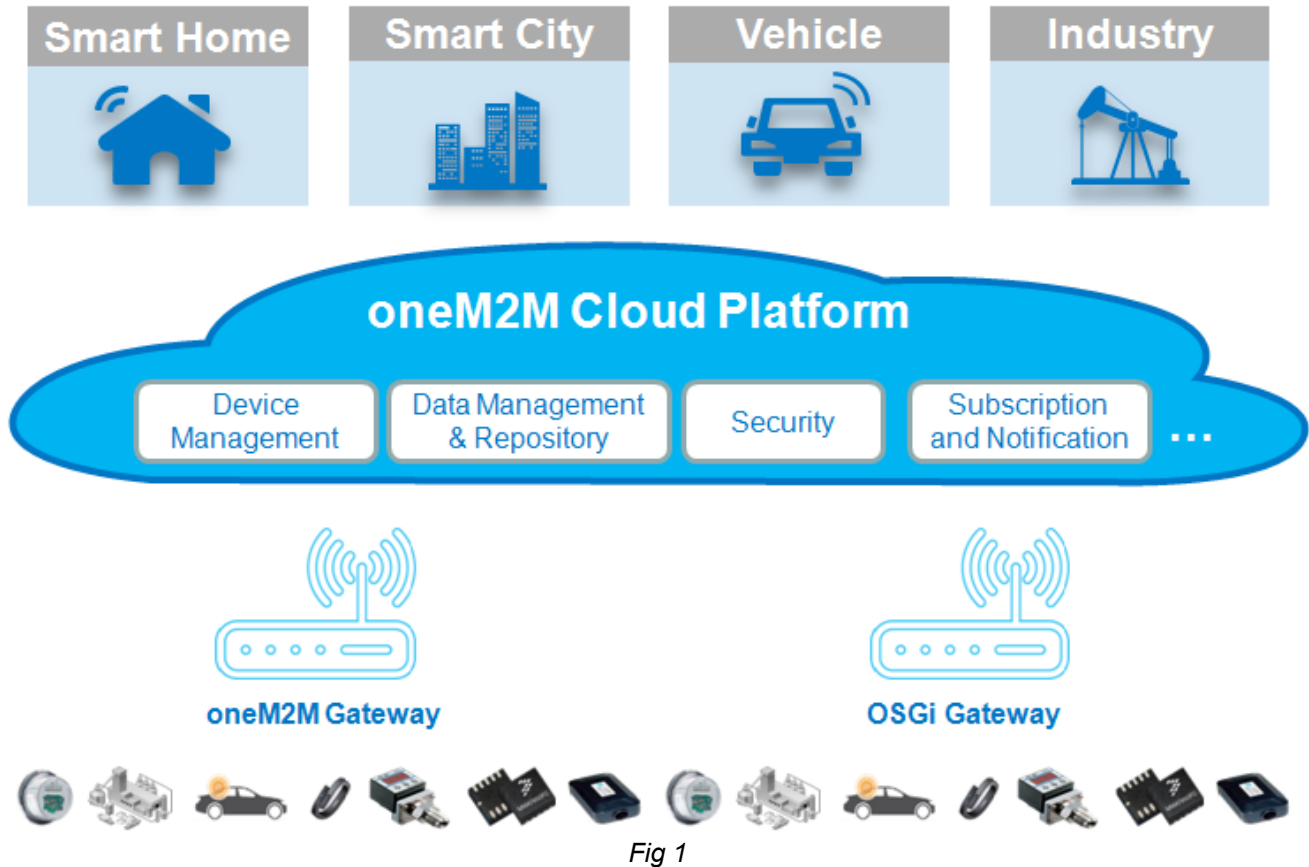 Smart Home
Smart City
Vehicle
Industry
oneM2M Cloud Platform
Device
Management
Data Management
& Repository
Security
Subscription
and Notification
...
oneM2M Gateway
OSGi Gateway
Fig 1